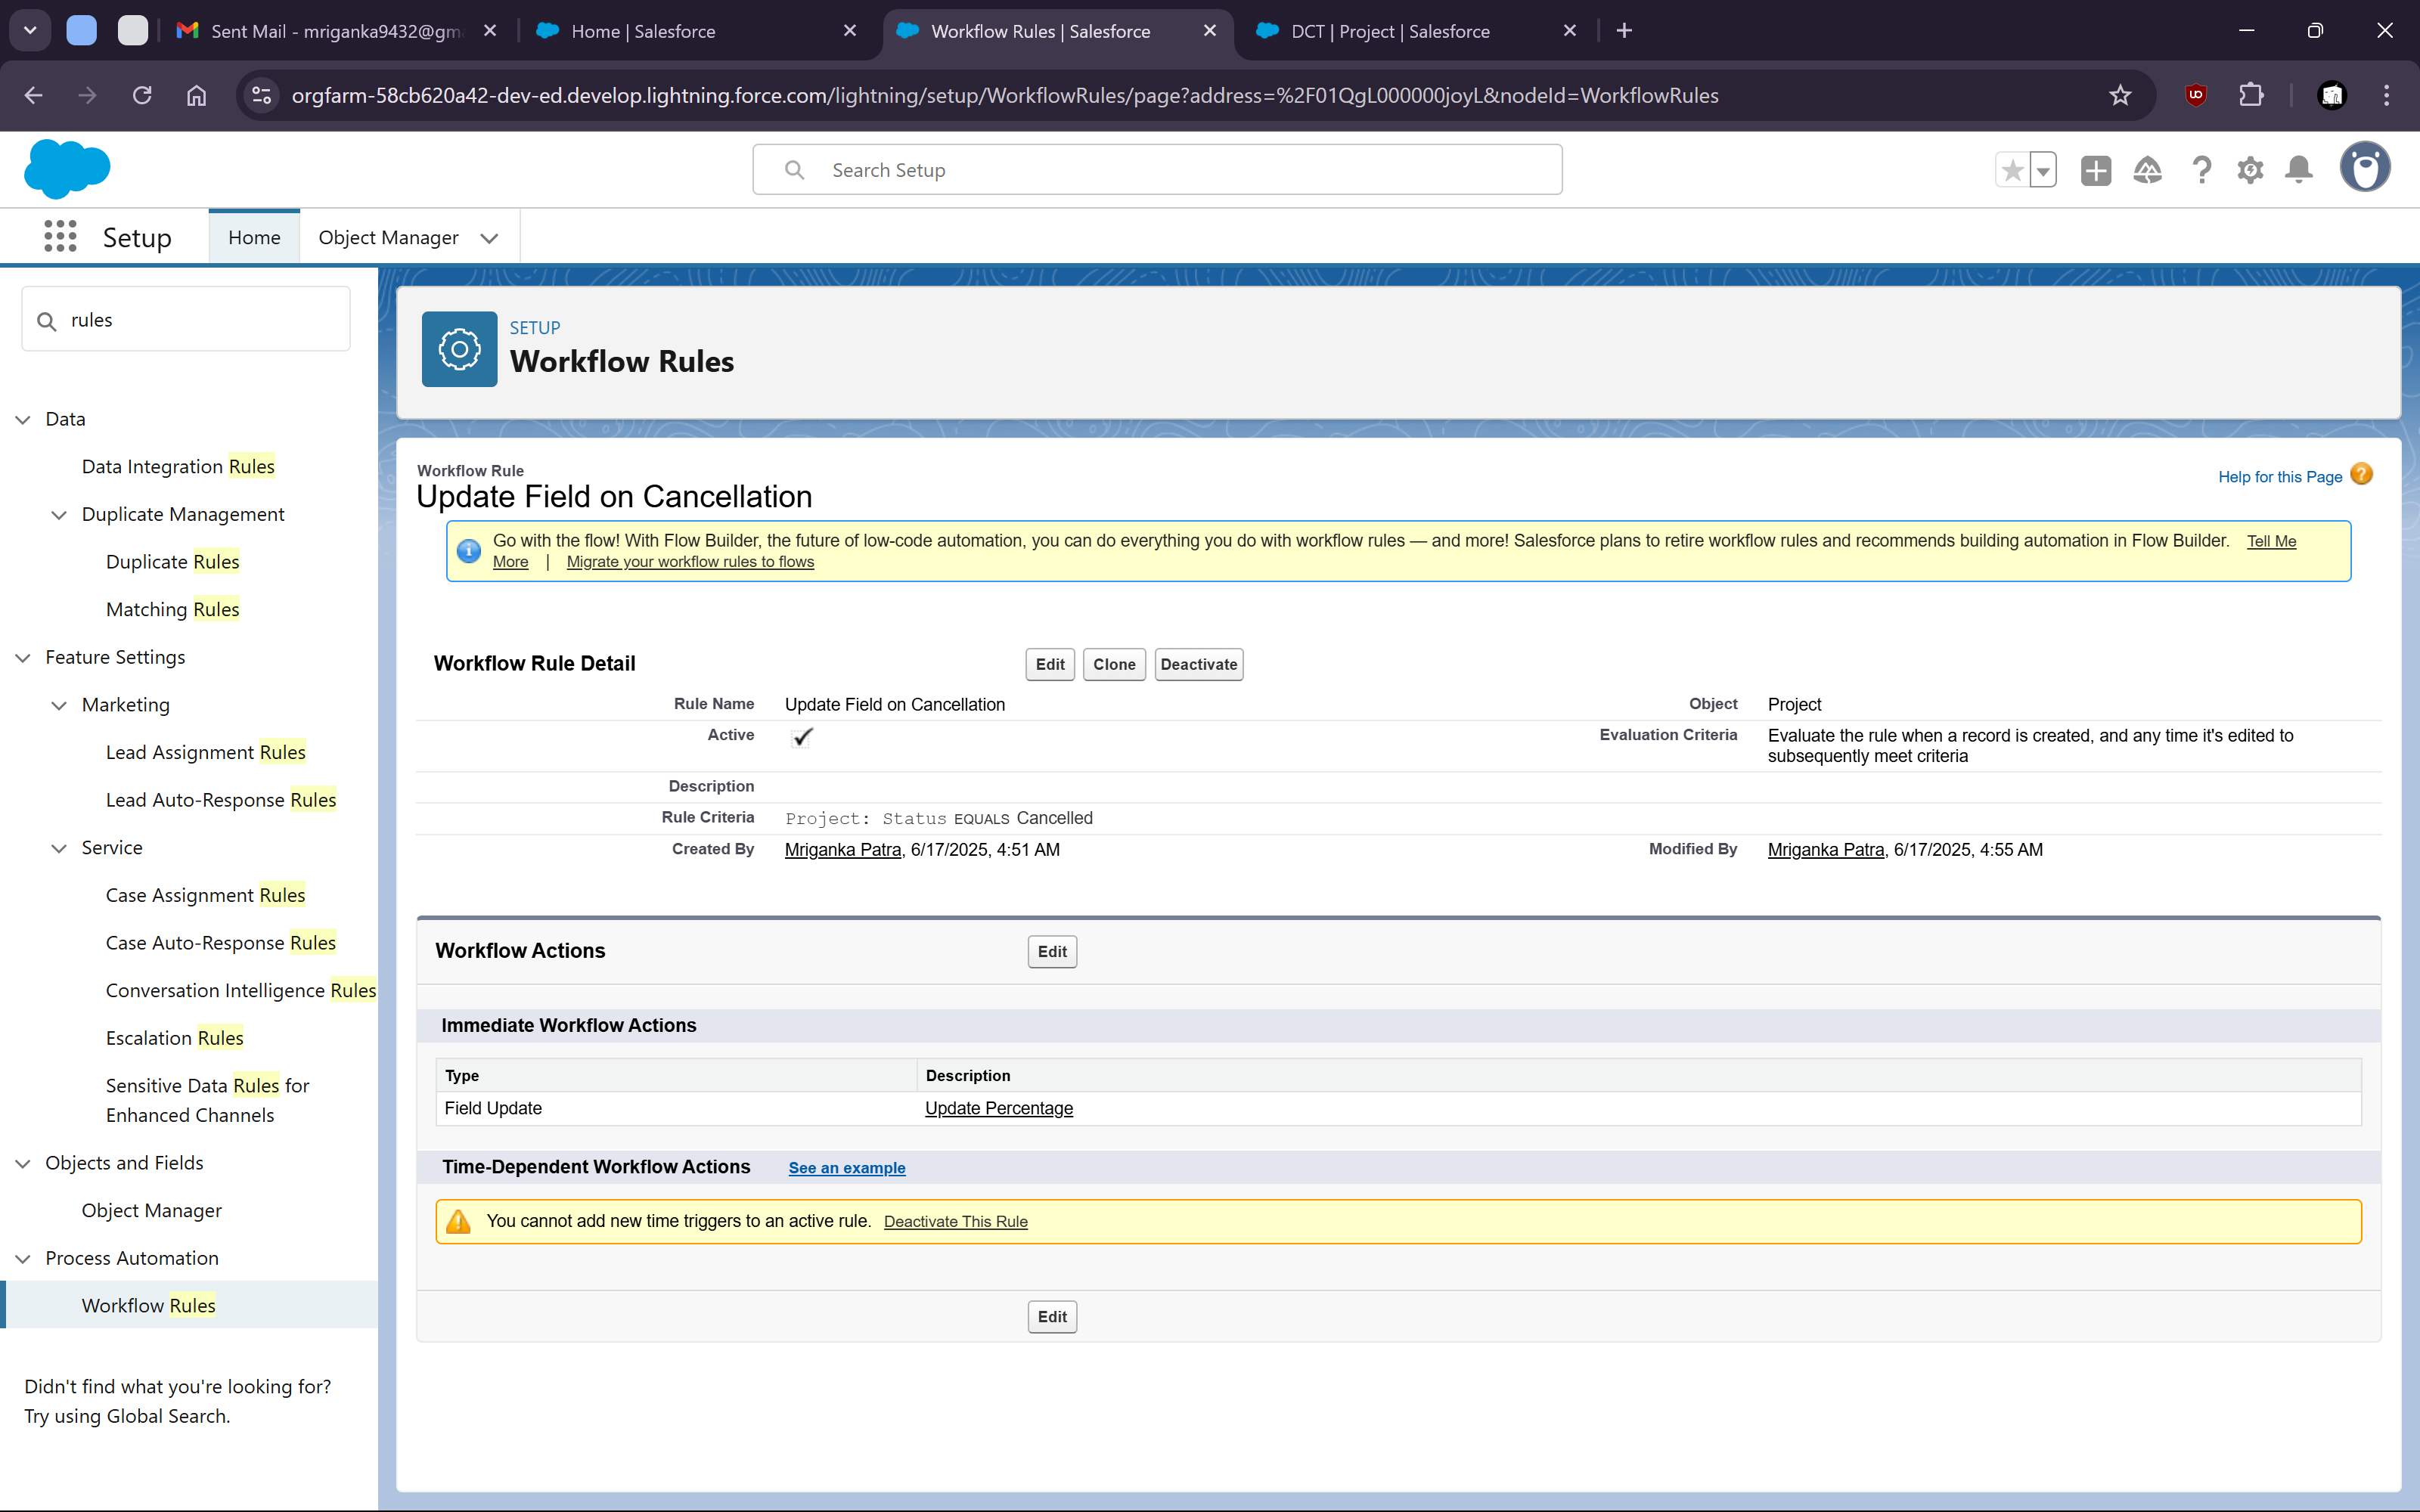 Sent Mail - mriganka9432@gm
Home | Salesforce
Workflow Rules | Salesforce
DCT | Project | Salesforce
orgfarm-58cb620a42-dev-ed.develop.lightning.force.com/lightning/setup/WorkflowRules/page?address=%2F01QgL000000joyL&nodeId=WorkflowRules
Search Setup
Setup
Home
Object Manager
rules
Data
Data Integration Rules
Duplicate Management
Duplicate Rules
Matching Rules
Feature Settings
Marketing
Lead Assignment Rules
Lead Auto-Response Rules
Service
Case Assignment Rules
Case Auto-Response Rules
Conversation Intelligence Rules
Escalation Rules
Sensitive Data Rules for
Enhanced Channels
Objects and Fields
Object Manager
Process Automation
Workflow Rules
Didn't find what you're looking for?
Try using Global Search.
SETUP
Workflow Rules
Workflow Rule
Update Field on Cancellation
Help for this Page
Go with the flow! With Flow Builder, the future of low-code automation, you can do everything you do with workflow rules — and more! Salesforce plans to retire workflow rules and recommends building automation in Flow Builder. Tell Me
More | Migrate your workflow rules to flows
Workflow Rule Detail
Edit Clone Deactivate
Rule Name Update Field on Cancellation
Object Project
Active
Evaluation Criteria Evaluate the rule when a record is created, and any time it's edited to
subsequently meet criteria
Description
Rule Criteria Project: Status EQUALS Cancelled
Created By Mriganka Patra, 6/17/2025, 4:51 AM
Modified By Mriganka Patra, 6/17/2025, 4:55 AM
Workflow Actions
Edit
Immediate Workflow Actions
Type Description
Field Update Update Percentage
Time-Dependent Workflow Actions See an example
You cannot add new time triggers to an active rule. Deactivate This Rule
Edit